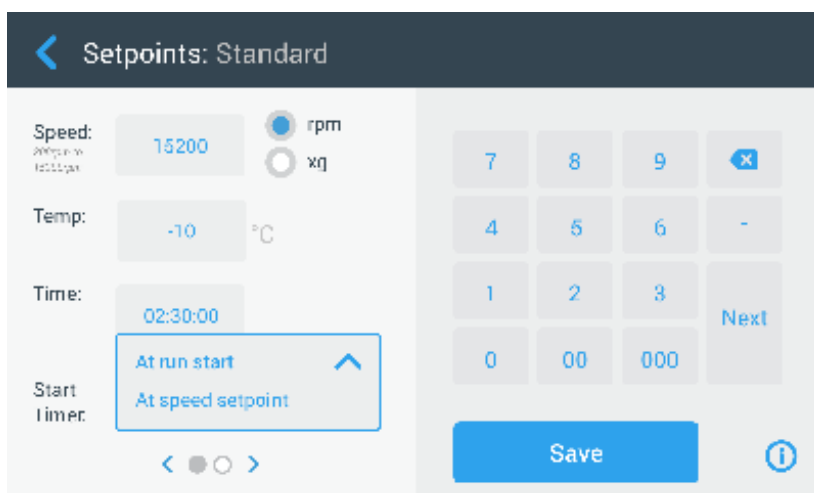 Setpoints: Standard
Speed:
15200
rpm
xg
Temp:
-10
°C
Time:
02:30:00
At run start
At speed setpoint
Start
Timer:
7 8 9
4 5 6 -
1 2 3
Next
0 00 000
Save